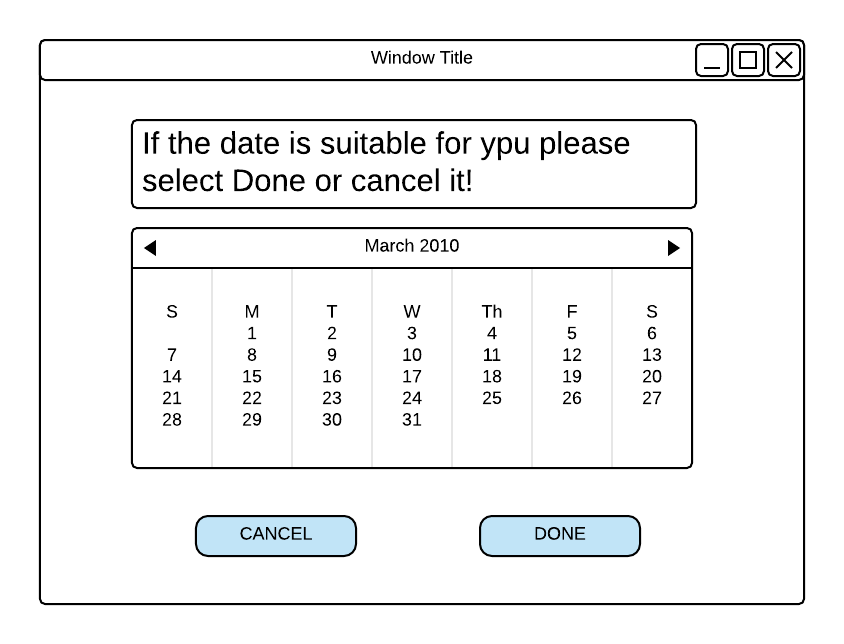 Window Title
If the date is suitable for ypu please
select Done or cancel it!
March 2010
S M T W Th F S
1 2 3 4 5 6
7 8 9 10 11 12 13
14 15 16 17 18 19 20
21 22 23 24 25 26 27
28 29 30 31
CANCEL DONE